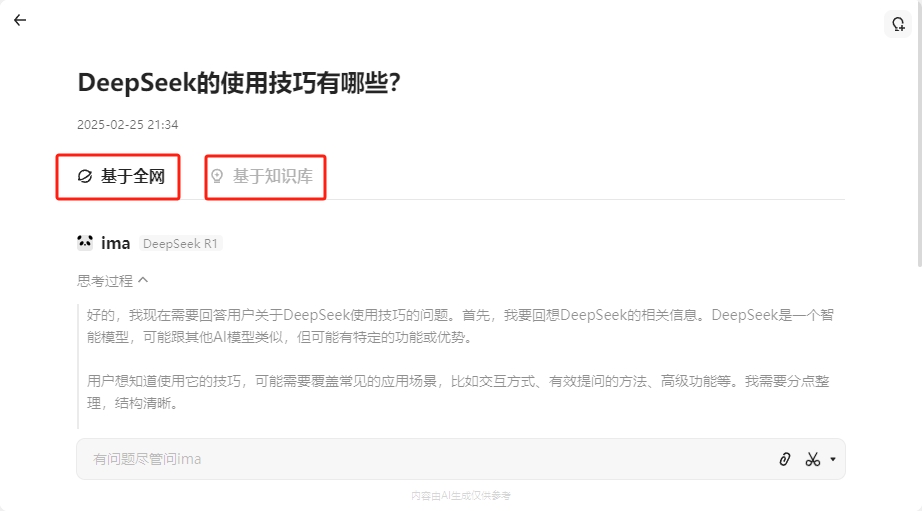 DeepSeek的使用技巧有哪些?
2025-02-25 21:34
基于全网 基于知识库
ima DeepSeek R1
思考过程
好的，我现在需要回答用户关于DeepSeek使用技巧的问题。首先，我要回想DeepSeek的相关信息。DeepSeek是一个智
能模型，可能跟其他AI模型类似，但可能有特定的功能或优势。
用户想知道使用它的技巧，可能需要覆盖常见的应用场景，比如交互方式、有效提问的方法、高级功能等。我需要分点整
理，结构清晰。
有问题尽管问ima
内容由AI生成仅供参考